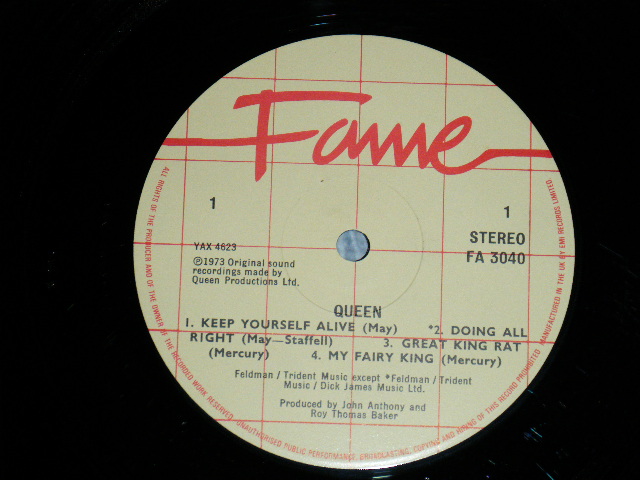 Fame
1
1
STEREO
FA 3040
YAX 4623
Ⓟ1973 Original sound
recordings made by
Queen Productions Ltd.
QUEEN
1. KEEP YOURSELF ALIVE (May) *2. DOING ALL
RIGHT (May—Staffell) 3. GREAT KING RAT
(Mercury) 4. MY FAIRY KING (Mercury)
Feldman / Trident Music except *Feldman / Trident
Music / Dick James Music Ltd.
Produced by John Anthony and
Roy Thomas Baker
ALL RIGHTS OF THE PRODUCER AND OF THE OWNER OF THE RECORDED WORK RESERVED. UNAUTHORISED PUBLIC PERFORMANCE, BROADCASTING, COPYING AND HIRING OF THIS RECORD PROHIBITED. MANUFACTURED IN THE UK BY EMI RECORDS LIMITED